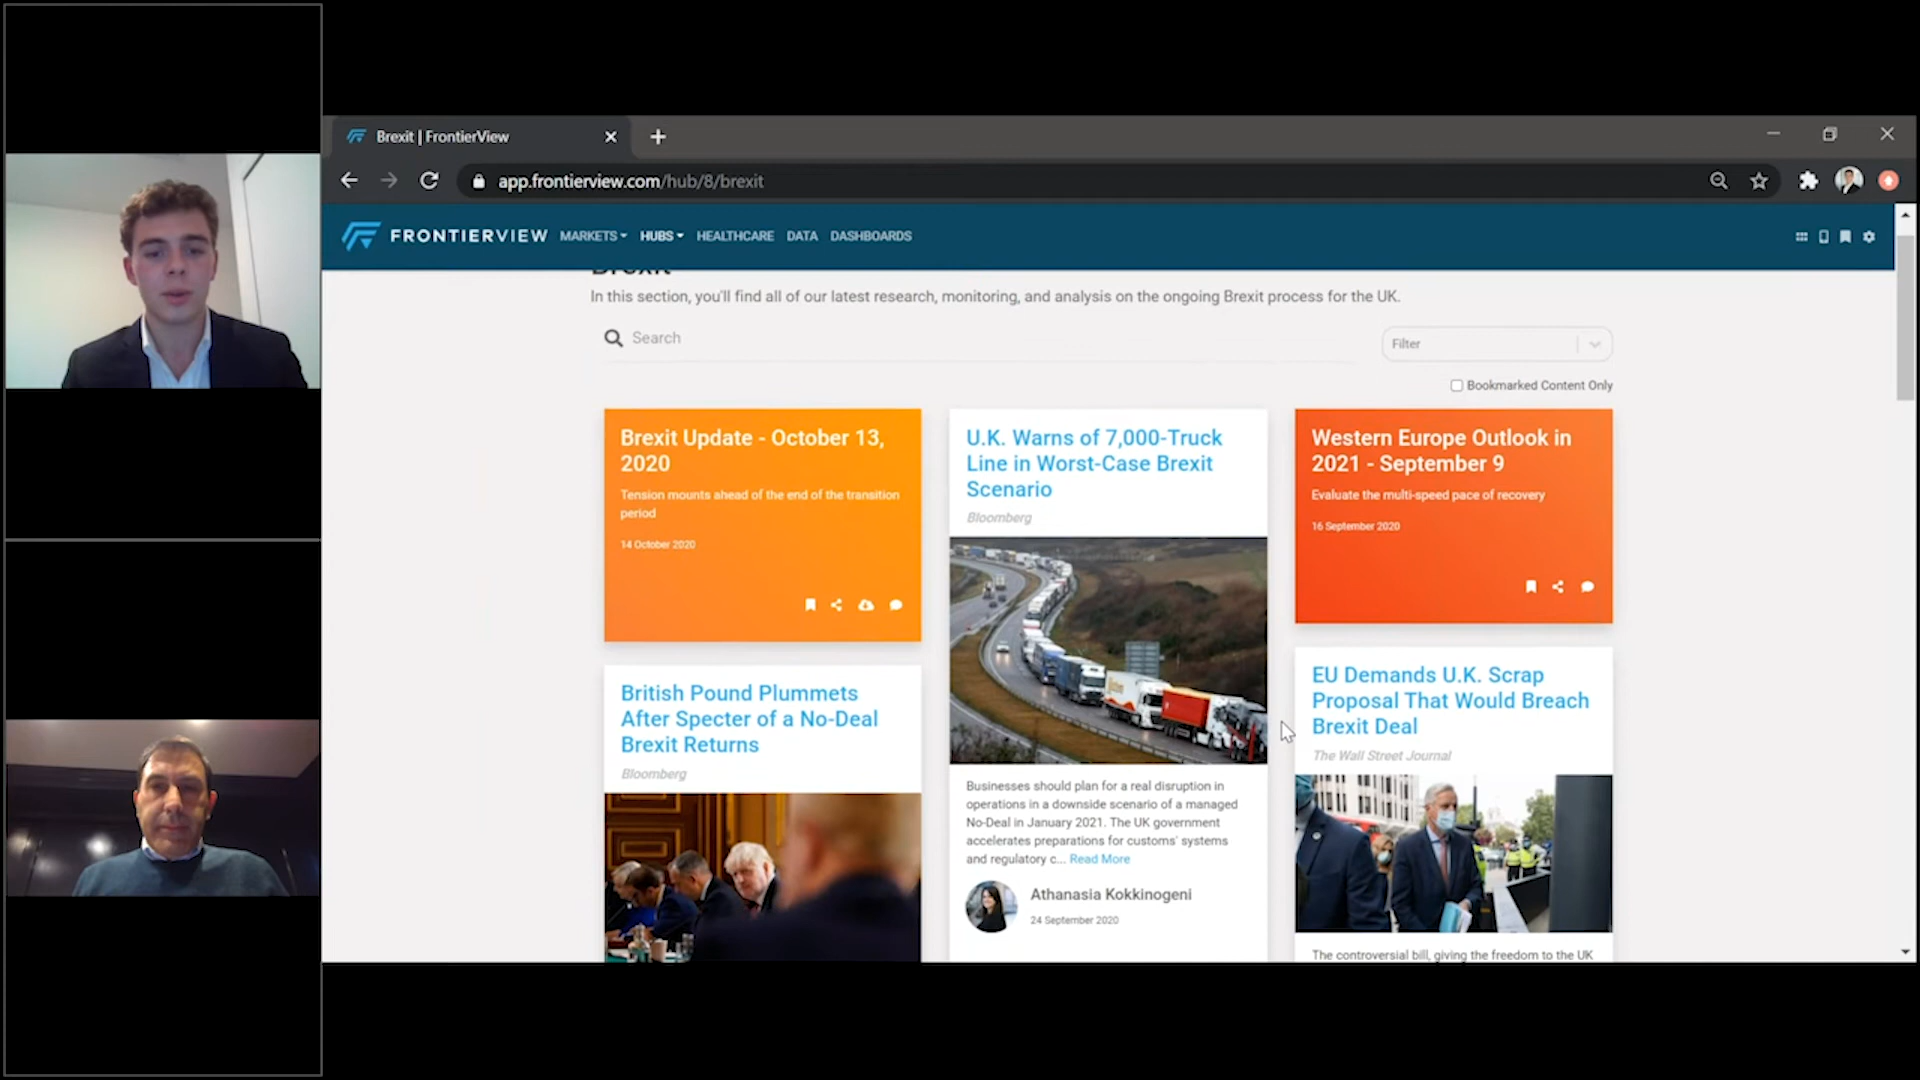 Brexit | FrontierView
app.frontierview.com/hub/8/brexit
FRONTIERVIEW MARKETS HUBS HEALTHCARE DATA DASHBOARDS
Brexit
In this section, you'll find all of our latest research, monitoring, and analysis on the ongoing Brexit process for the UK.
Search
Filter
Bookmarked Content Only
Brexit Update - October 13,
2020
Tension mounts ahead of the end of the transition
period
14 October 2020
British Pound Plummets
After Specter of a No-Deal
Brexit Returns
Bloomberg
U.K. Warns of 7,000-Truck
Line in Worst-Case Brexit
Scenario
Bloomberg
Businesses should plan for a real disruption in
operations in a downside scenario of a managed
No-Deal in January 2021. The UK government
accelerates preparations for customs' systems
and regulatory c... Read More
Athanasia Kokkinogeni
24 September 2020
Western Europe Outlook in
2021 - September 9
Evaluate the multi-speed pace of recovery
16 September 2020
EU Demands U.K. Scrap
Proposal That Would Breach
Brexit Deal
The Wall Street Journal
The controversial bill, giving the freedom to the UK